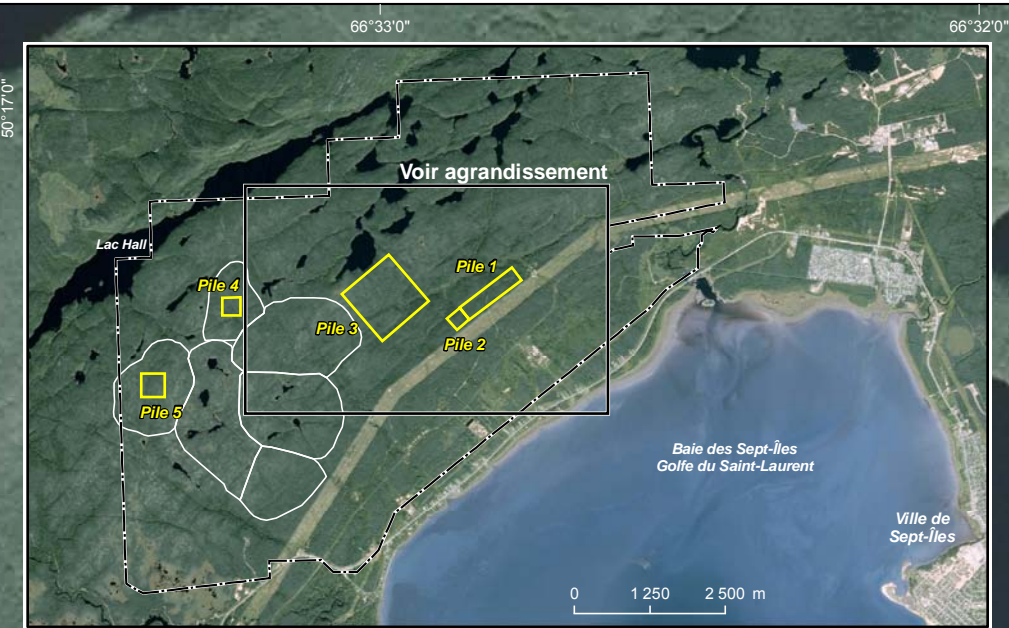 66°33'0"
66°32'0"
50°17'0"
Voir agrandissement
Lac Hall
Pile 1
Pile 4
Pile 3
Pile 2
Pile 5
Baie des Sept-Îles
Golfe du Saint-Laurent
Ville de
Sept-Îles
0 1 250 2 500 m